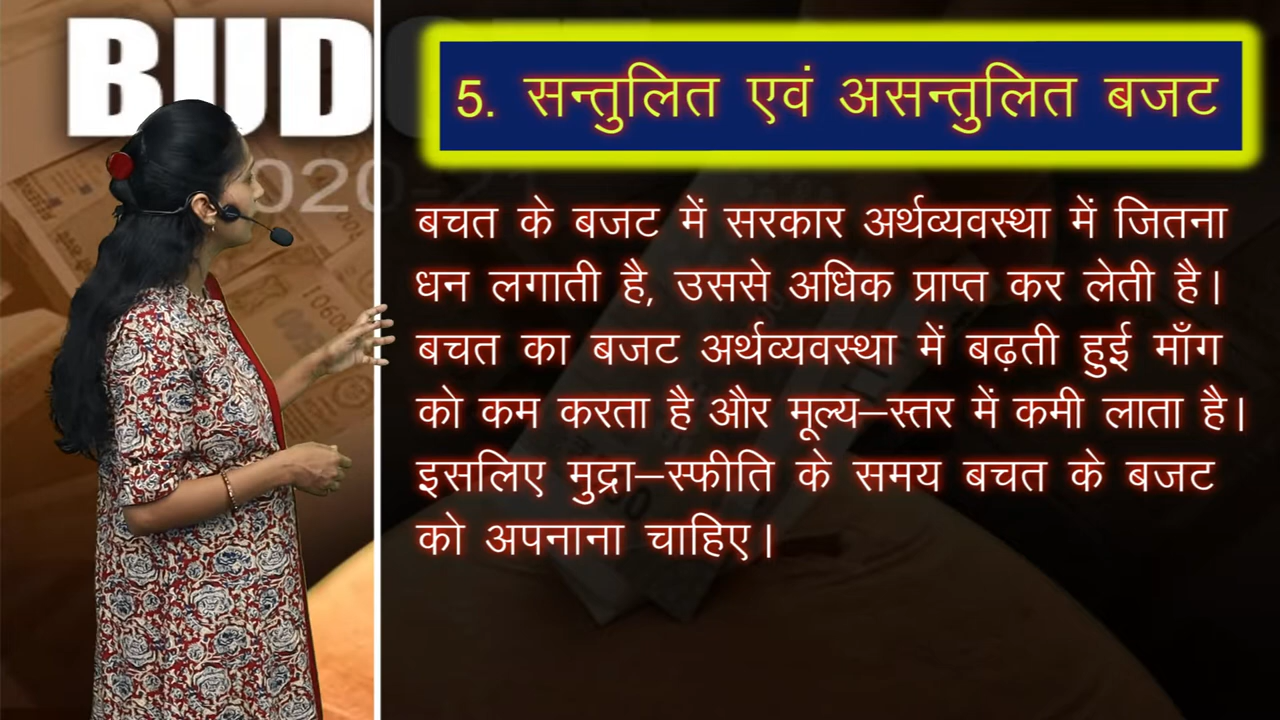 BUD
2020-21
5. सन्तुलित एवं असन्तुलित बजट
बचत के बजट में सरकार अर्थव्यवस्था में जितना
धन लगाती है, उससे अधिक प्राप्त कर लेती है।
बचत का बजट अर्थव्यवस्था में बढ़ती हुई माँग
को कम करता है और मूल्य–स्तर में कमी लाता है।
इसलिए मुद्रा–स्फीति के समय बचत के बजट
को अपनाना चाहिए।